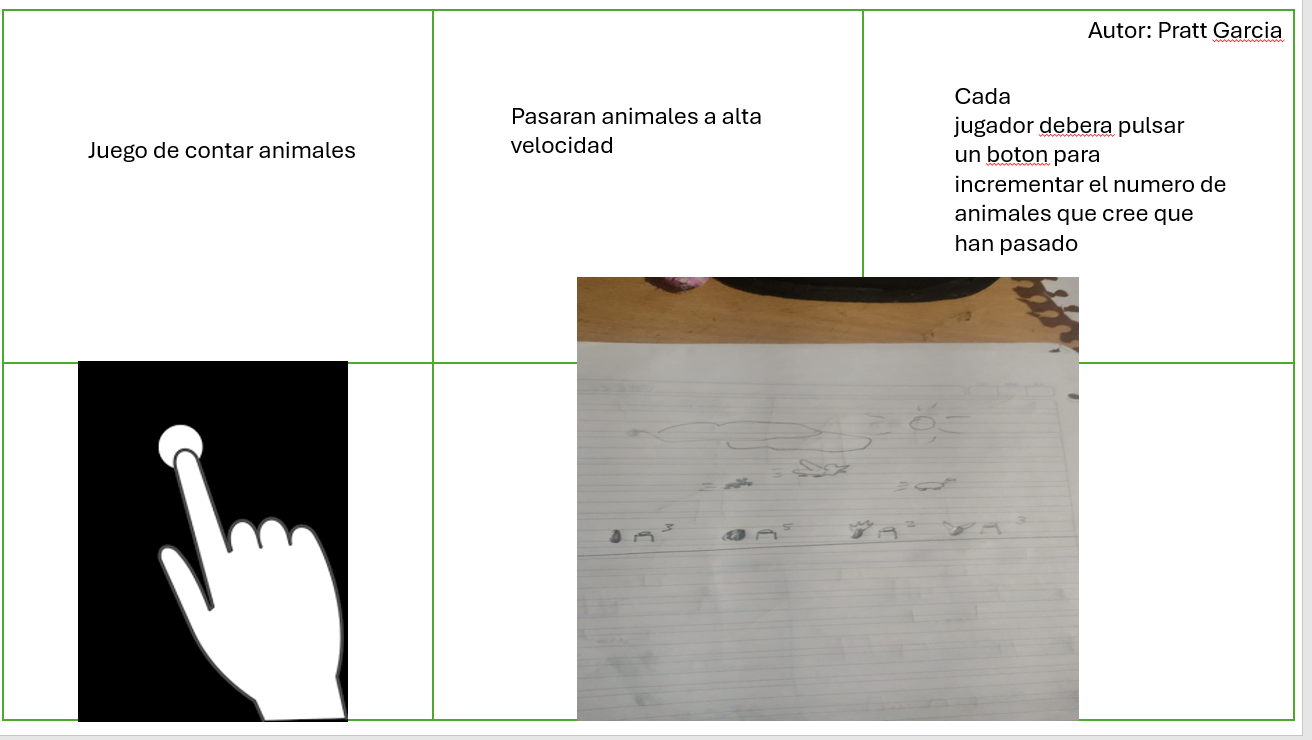 Autor: Pratt Garcia
Juego de contar animales
Pasaran animales a alta
velocidad
Cada
jugador debera pulsar
un boton para
incrementar el numero de
animales que cree que
han pasado
3 5 2 3